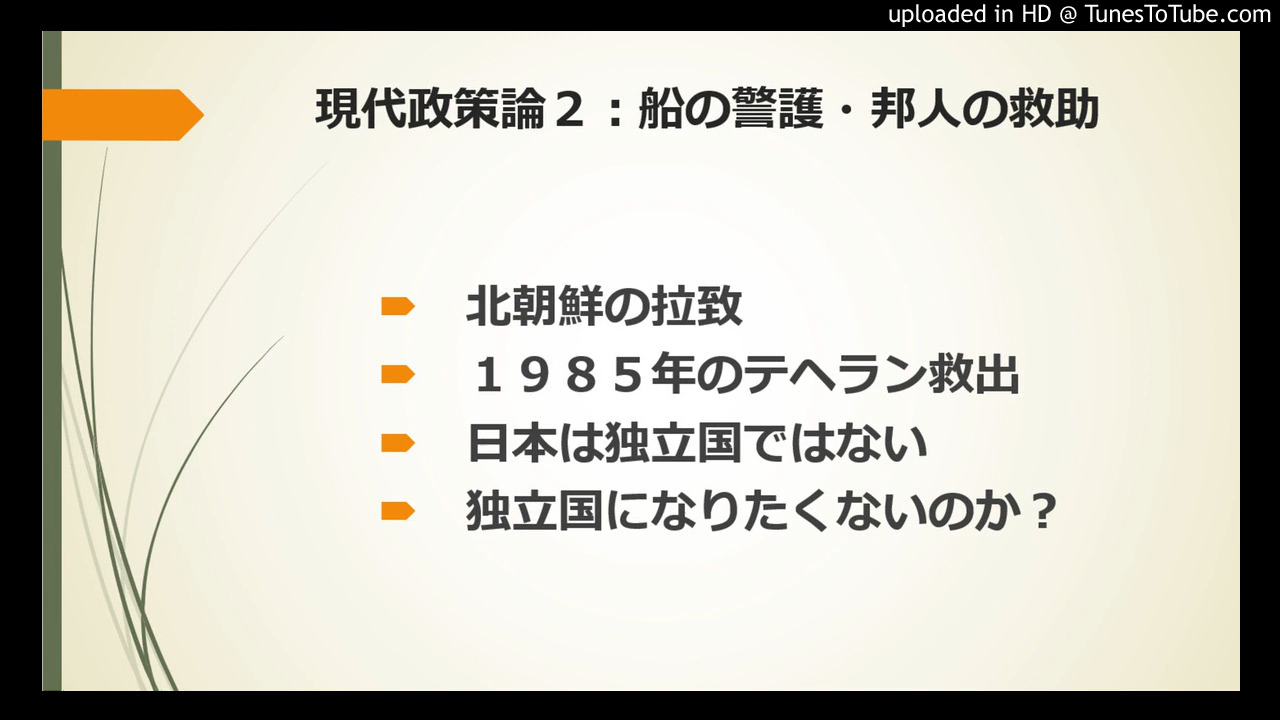 uploaded in HD @ TunesToTube.com
現代政策論２：船の警護・邦人の救助
北朝鮮の拉致
１９８５年のテヘラン救出
日本は独立国ではない
独立国になりたくないのか？